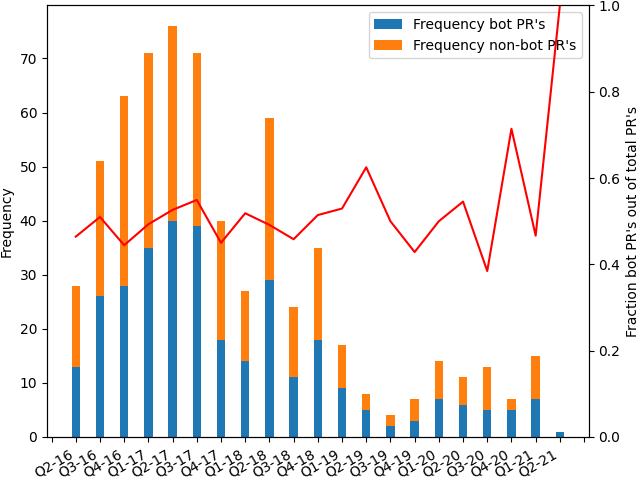 Frequency bot PR's
Frequency non-bot PR's
Frequency
70
60
50
40
30
20
10
0
1.0
0.8
0.6
0.4
0.2
0.0
Fraction bot PR's out of total PR's
Q2-16
Q3-16
Q4-16
Q1-17
Q2-17
Q3-17
Q4-17
Q1-18
Q2-18
Q3-18
Q4-18
Q1-19
Q2-19
Q3-19
Q4-19
Q1-20
Q2-20
Q3-20
Q4-20
Q1-21
Q2-21